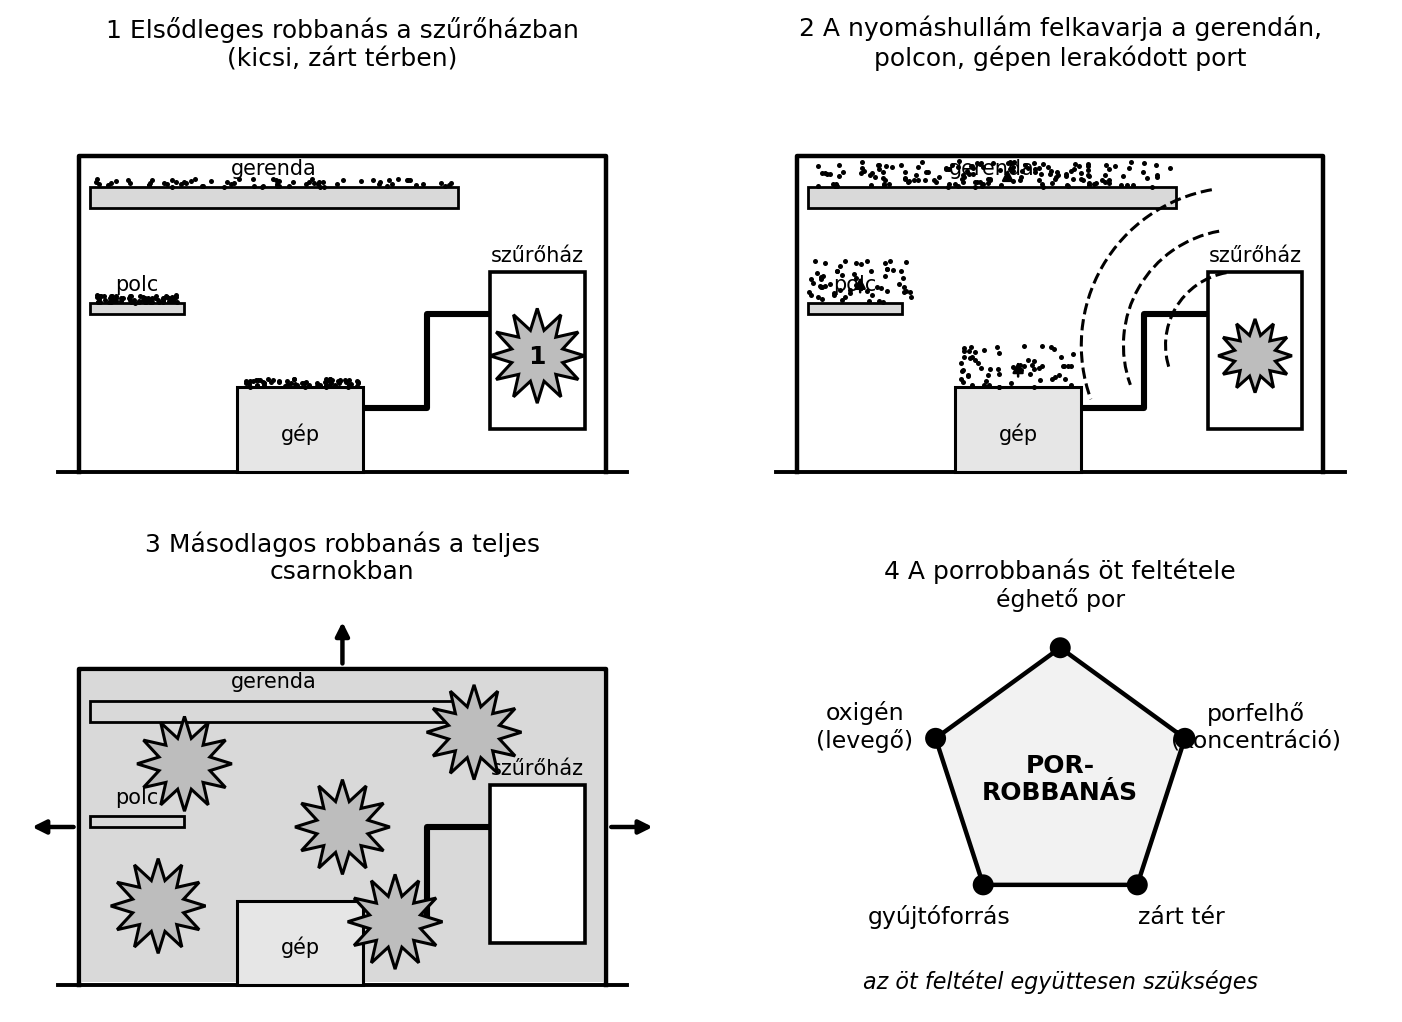 1 Elsődleges robbanás a szűrőházban
(kicsi, zárt térben)
gerenda
polc
szűrőház
1
gép
2 A nyomáshullám felkavarja a gerendán,
polcon, gépen lerakódott port
gerenda
polc
szűrőház
gép
3 Másodlagos robbanás a teljes
csarnokban
gerenda
polc
szűrőház
gép
4 A porrobbanás öt feltétele
éghető por
oxigén
(levegő)
porfelhő
(koncentráció)
POR-
ROBBANÁS
gyújtóforrás
zárt tér
az öt feltétel együttesen szükséges